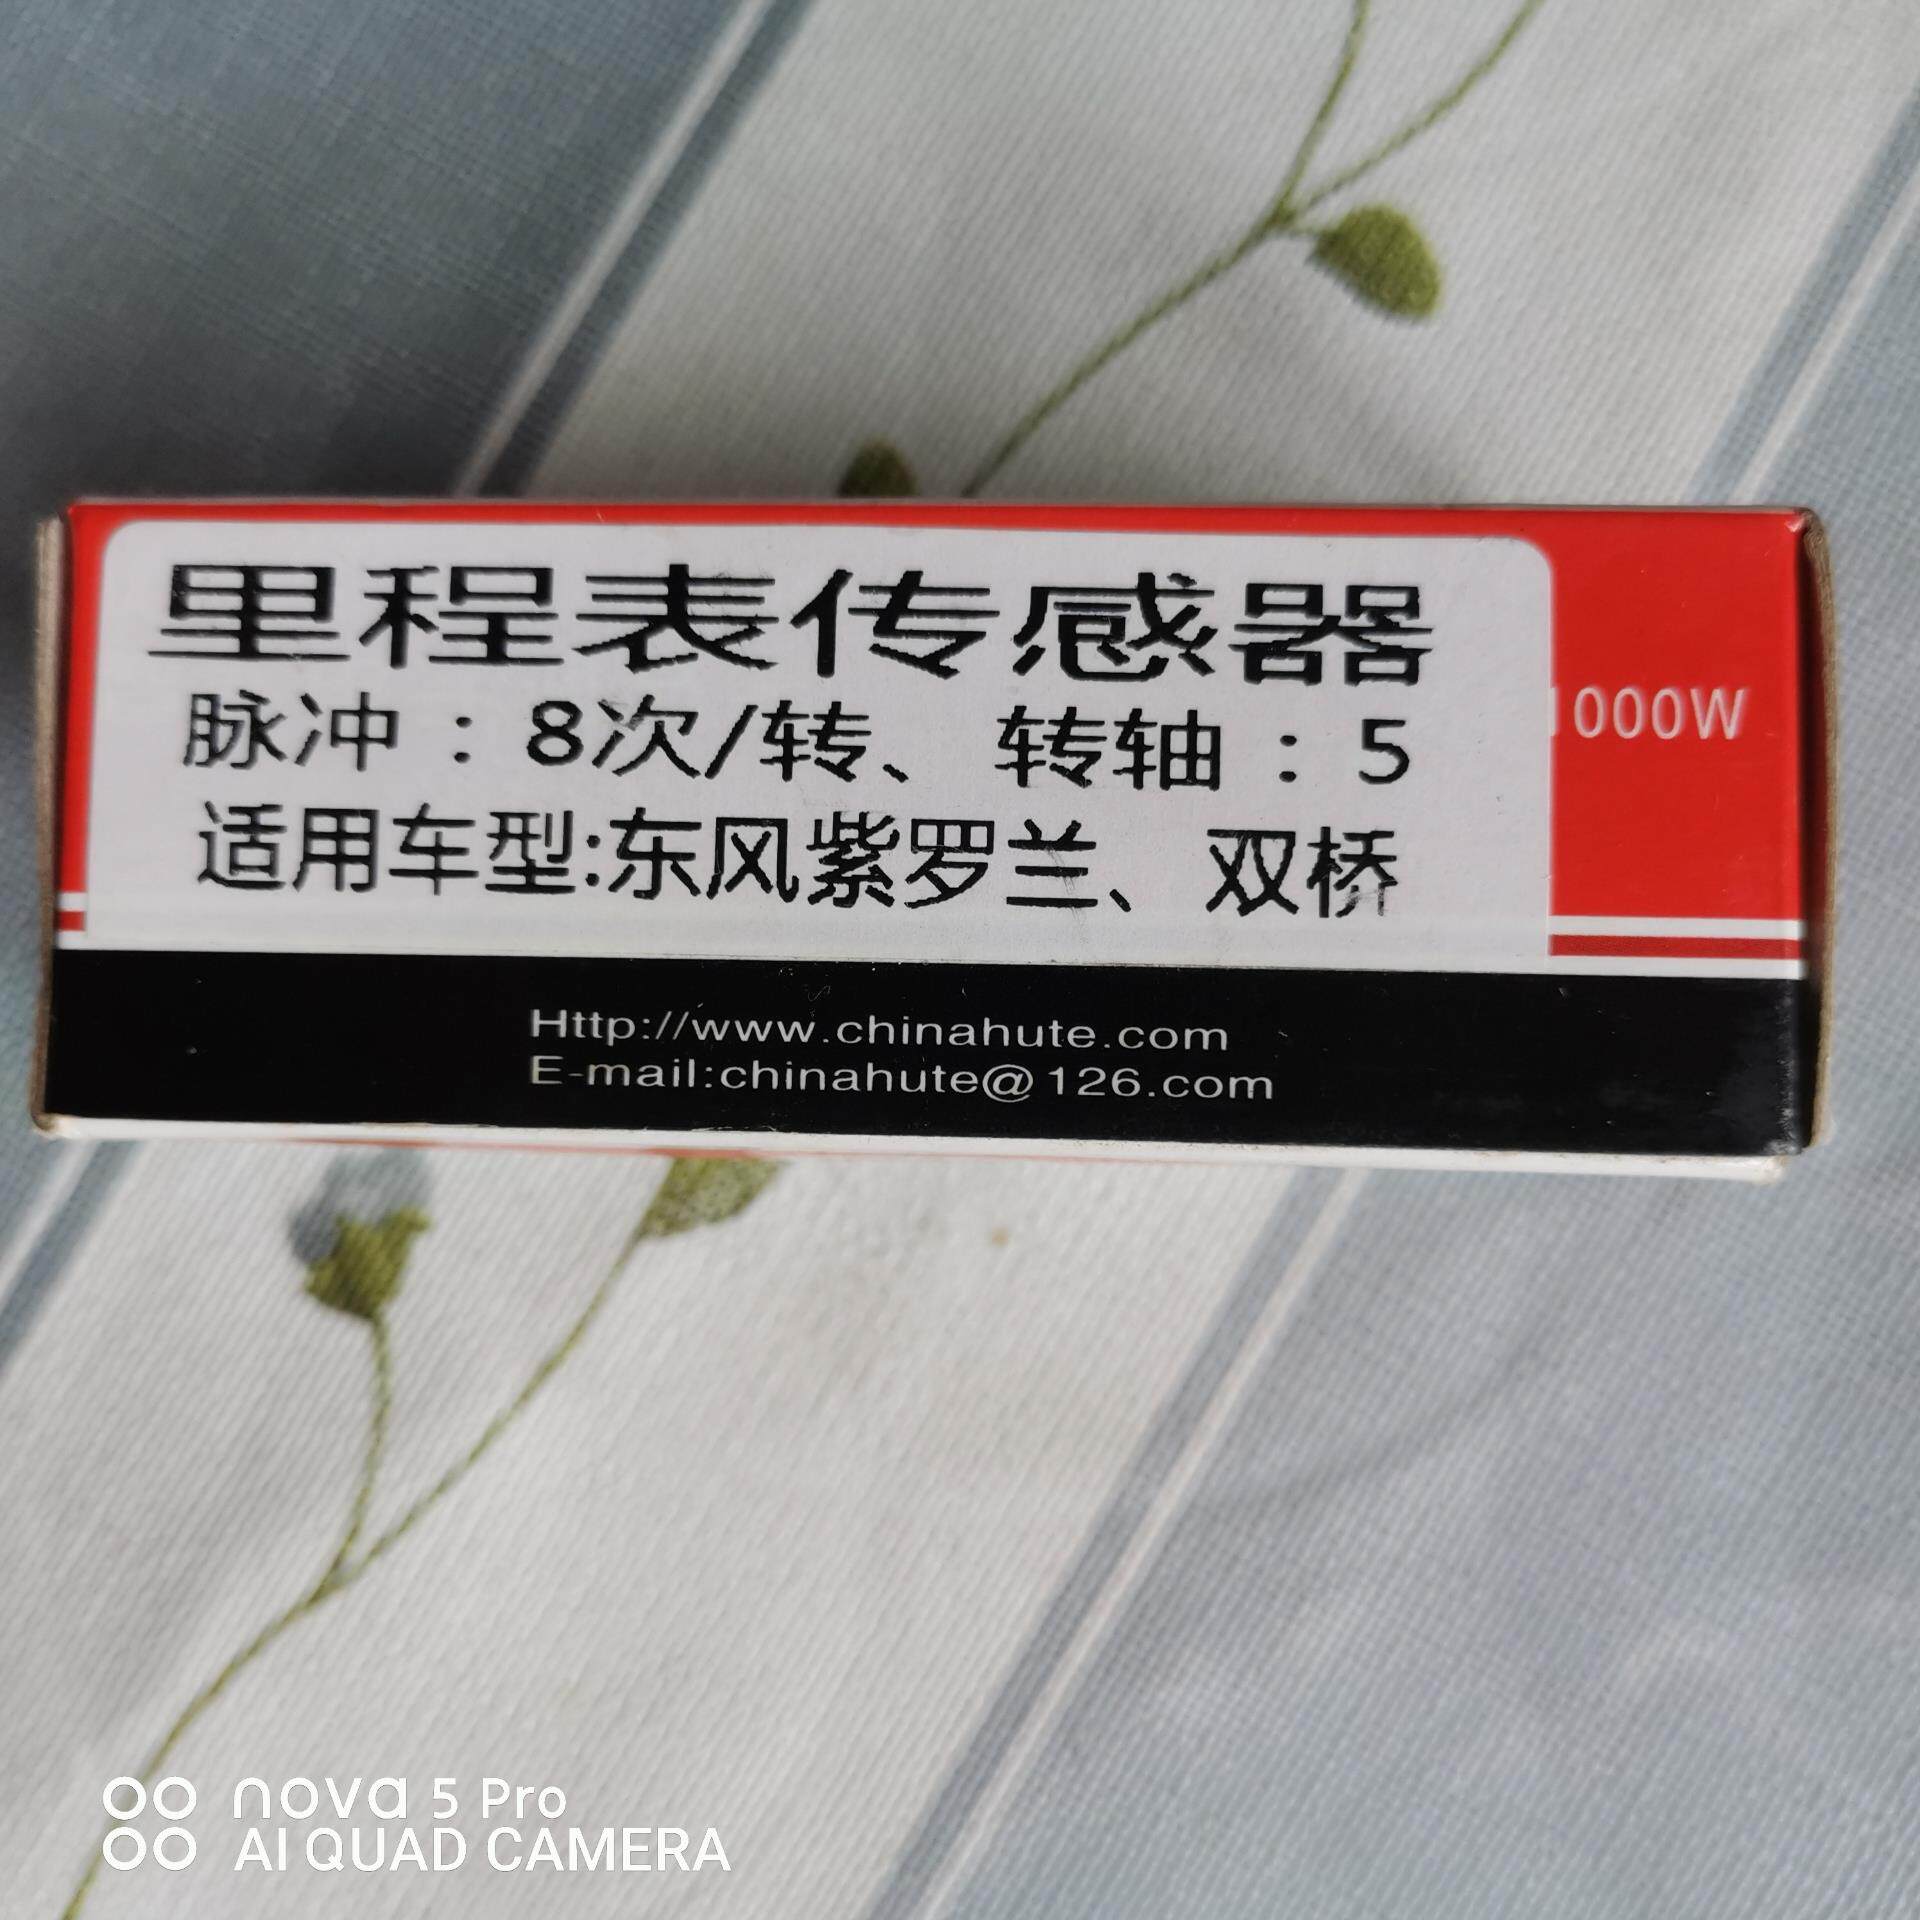 里程表传感器
脉冲：8次/转、转轴：5
适用车型:东风紫罗兰、双桥
1000W
Http://www.chinahute.com
E-mail:chinahute@126.com
nova 5 Pro
AI QUAD CAMERA